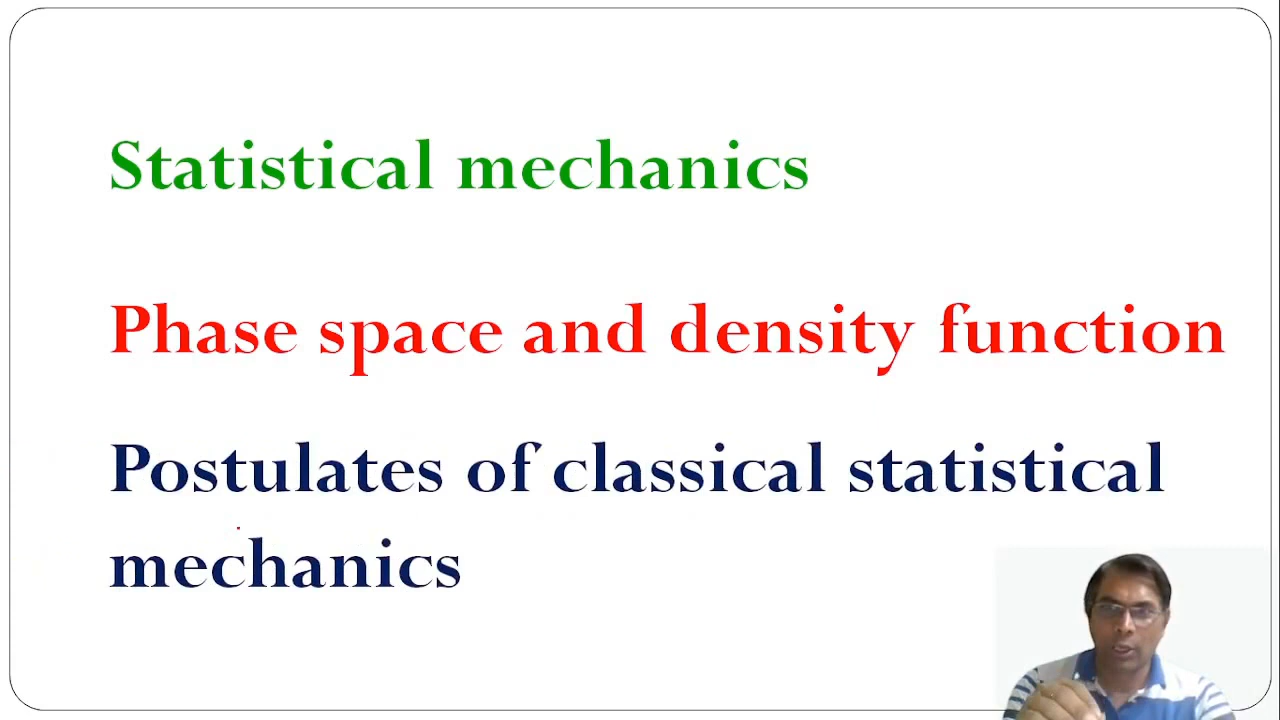 Statistical mechanics
Phase space and density function
Postulates of classical statistical
mechanics